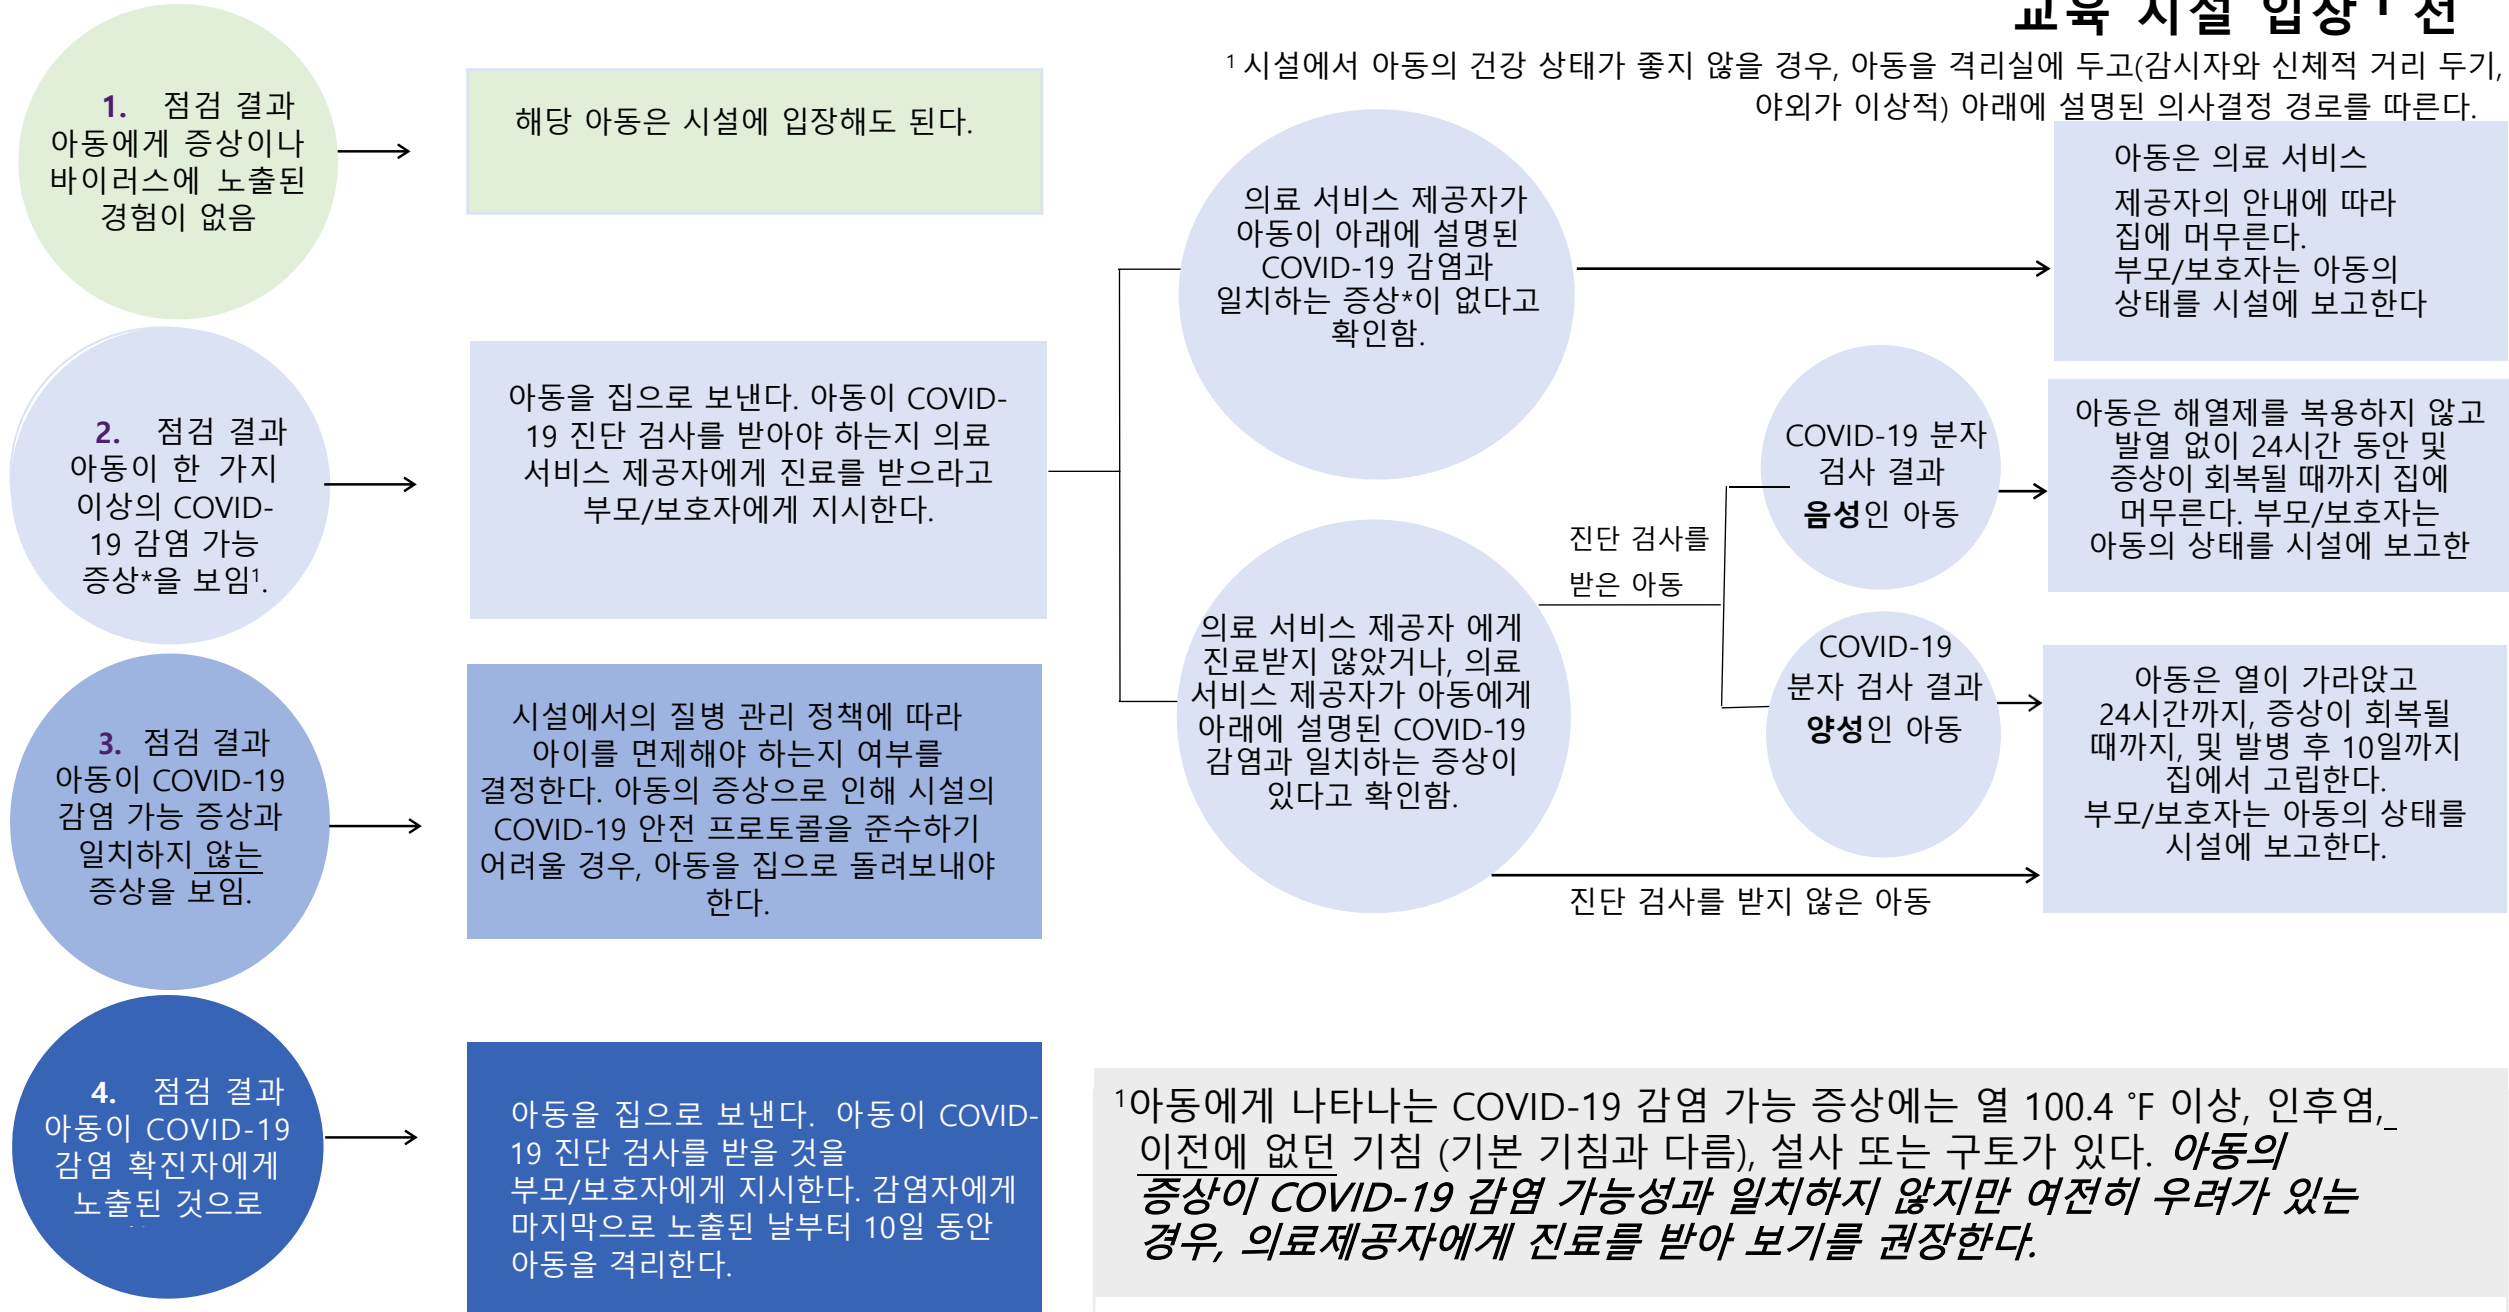 교육 시설 입장¹ 전
¹ 시설에서 아동의 건강 상태가 좋지 않을 경우, 아동을 격리실에 두고(감시자와 신체적 거리 두기,
야외가 이상적) 아래에 설명된 의사결정 경로를 따른다.
1. 점검 결과
아동에게 증상이나
바이러스에 노출된
경험이 없음
해당 아동은 시설에 입장해도 된다.
2. 점검 결과
아동이 한 가지
이상의 COVID-
19 감염 가능
증상*을 보임¹.
아동을 집으로 보낸다. 아동이 COVID-
19 진단 검사를 받아야 하는지 의료
서비스 제공자에게 진료를 받으라고
부모/보호자에게 지시한다.
의료 서비스 제공자가
아동이 아래에 설명된
COVID-19 감염과
일치하는 증상*이 없다고
확인함.
아동은 의료 서비스
제공자의 안내에 따라
집에 머무른다.
부모/보호자는 아동의
상태를 시설에 보고한다
의료 서비스 제공자 에게
진료받지 않았거나, 의료
서비스 제공자가 아동에게
아래에 설명된 COVID-19
감염과 일치하는 증상이
있다고 확인함.
진단 검사를
받은 아동
COVID-19 분자
검사 결과
음성인 아동
아동은 해열제를 복용하지 않고
발열 없이 24시간 동안 및
증상이 회복될 때까지 집에
머무른다. 부모/보호자는
아동의 상태를 시설에 보고한
COVID-19
분자 검사 결과
양성인 아동
아동은 열이 가라앉고
24시간까지, 증상이 회복될
때까지, 및 발병 후 10일까지
집에서 고립한다.
부모/보호자는 아동의 상태를
시설에 보고한다.
진단 검사를 받지 않은 아동
3. 점검 결과
아동이 COVID-19
감염 가능 증상과
일치하지 않는
증상을 보임.
시설에서의 질병 관리 정책에 따라
아이를 면제해야 하는지 여부를
결정한다. 아동의 증상으로 인해 시설의
COVID-19 안전 프로토콜을 준수하기
어려울 경우, 아동을 집으로 돌려보내야
한다.
4. 점검 결과
아동이 COVID-19
감염 확진자에게
노출된 것으로
아동을 집으로 보낸다. 아동이 COVID-
19 진단 검사를 받을 것을
부모/보호자에게 지시한다. 감염자에게
마지막으로 노출된 날부터 10일 동안
아동을 격리한다.
¹아동에게 나타나는 COVID-19 감염 가능 증상에는 열 100.4 °F 이상, 인후염,
이전에 없던 기침 (기본 기침과 다름), 설사 또는 구토가 있다. 아동의
증상이 COVID-19 감염 가능성과 일치하지 않지만 여전히 우려가 있는
경우, 의료제공자에게 진료를 받아 보기를 권장한다.